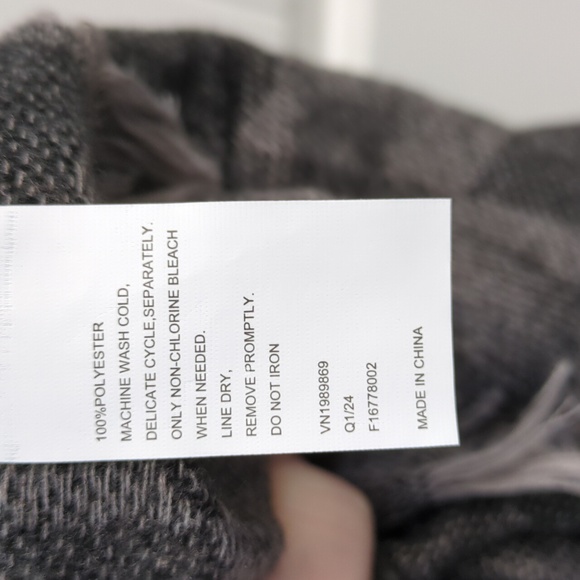 100%POLYESTER
MACHINE WASH COLD,
DELICATE CYCLE,SEPARATELY.
ONLY NON-CHLORINE BLEACH
WHEN NEEDED.
LINE DRY,
REMOVE PROMPTLY.
DO NOT IRON
VN1989869
Q1/24
F16778002
MADE IN CHINA